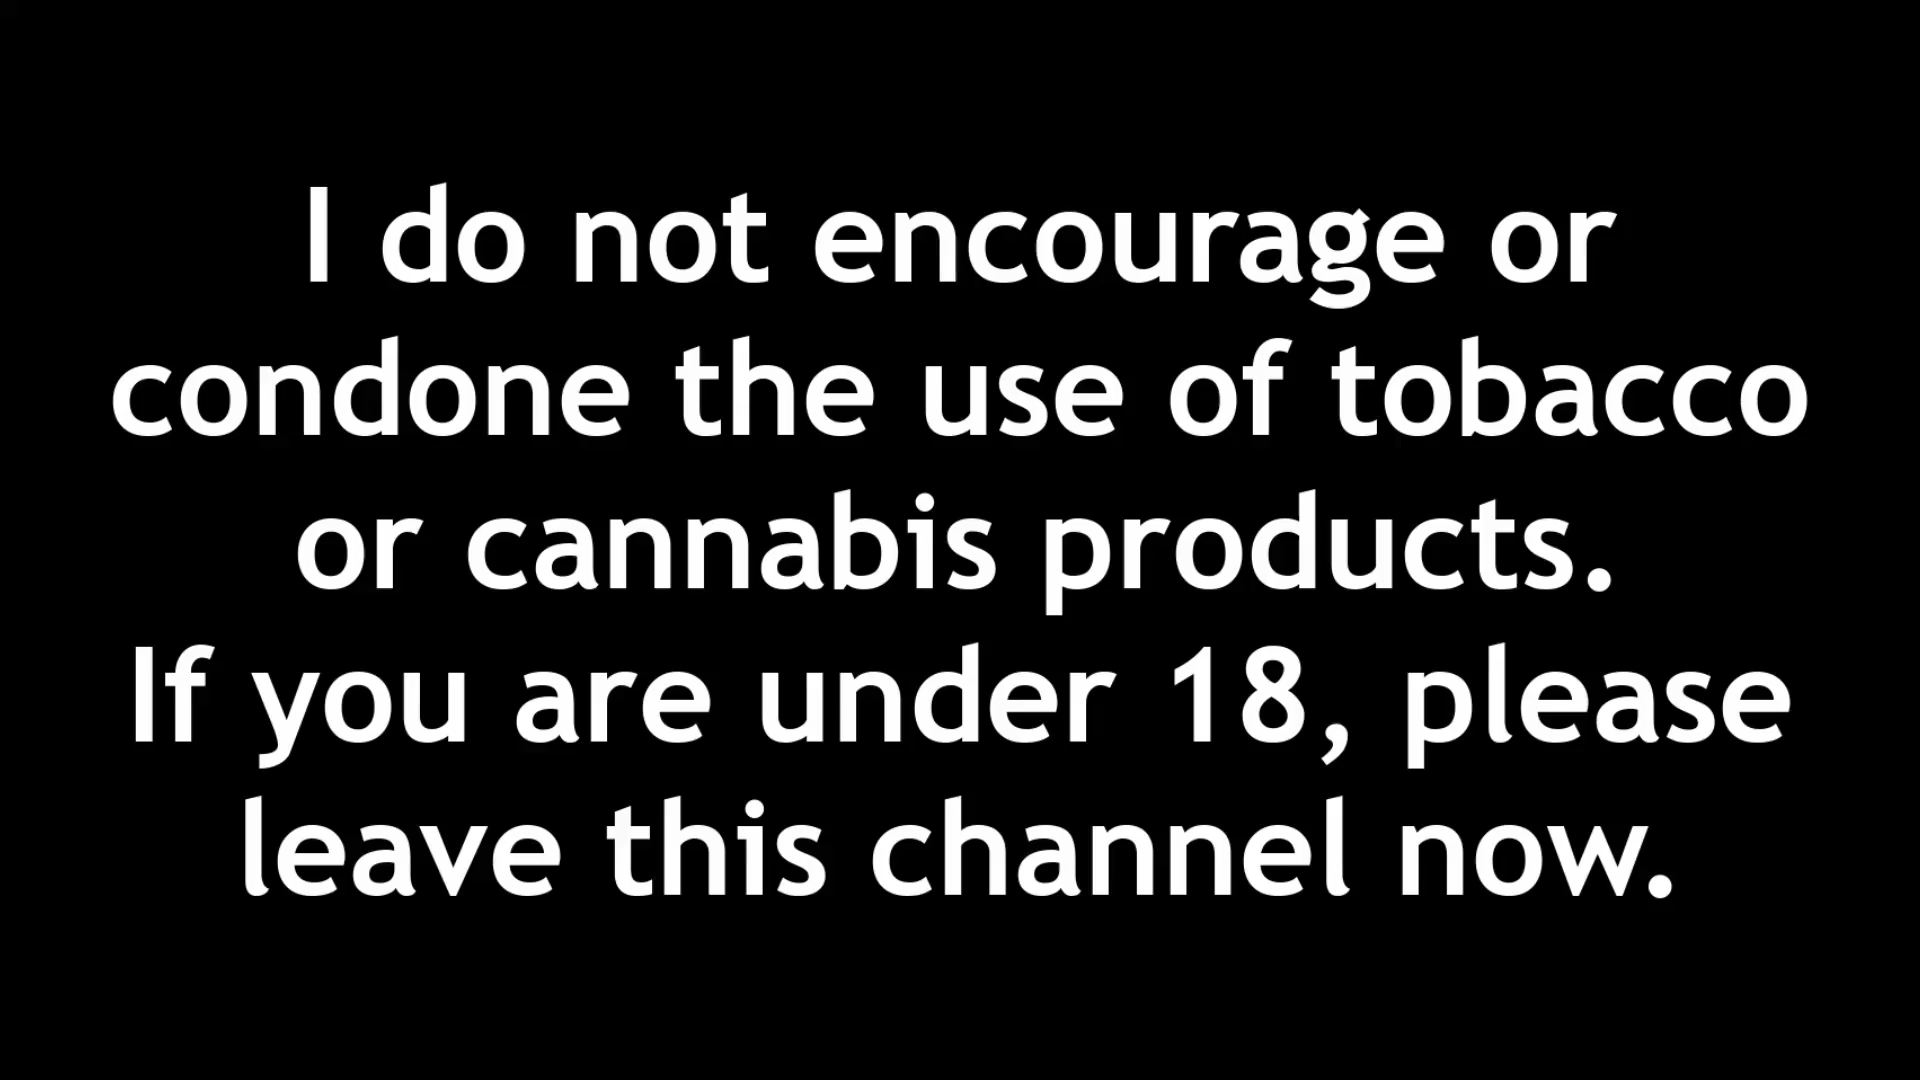 I do not encourage or
condone the use of tobacco
or cannabis products.
If you are under 18, please
leave this channel now.